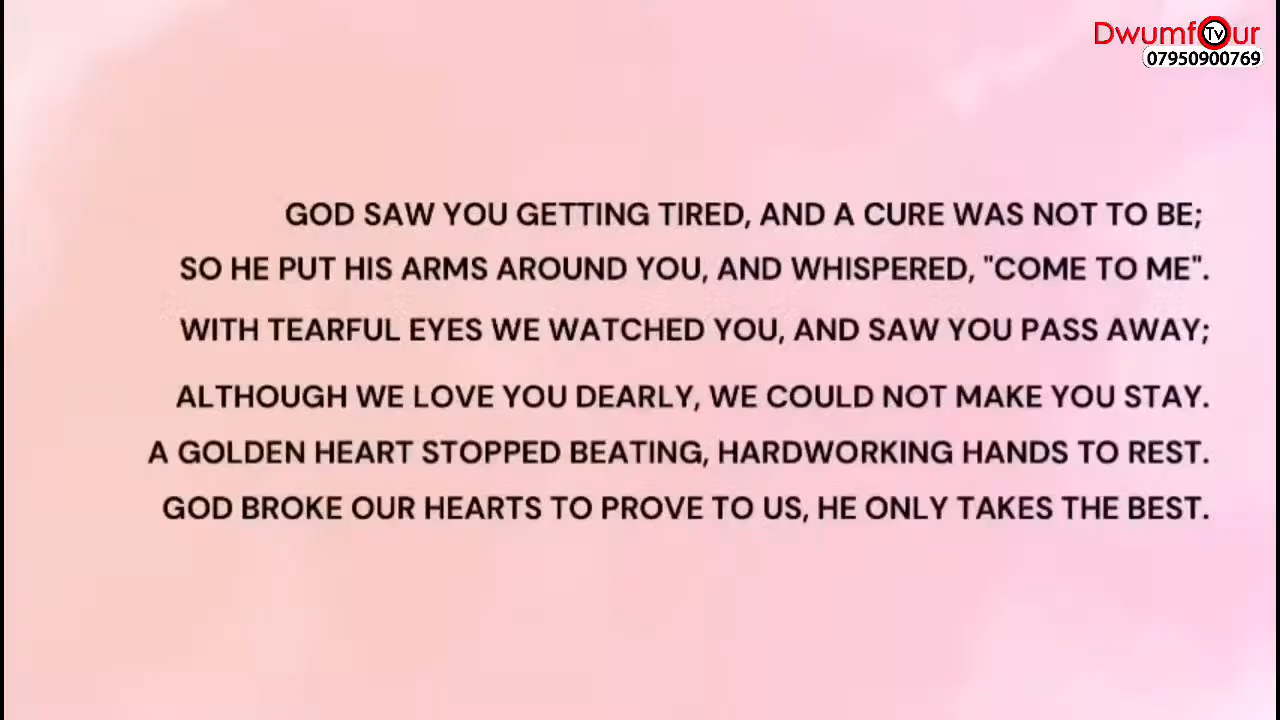 Dwumfour
Tv
07950900769
GOD SAW YOU GETTING TIRED, AND A CURE WAS NOT TO BE;
SO HE PUT HIS ARMS AROUND YOU, AND WHISPERED, "COME TO ME".
WITH TEARFUL EYES WE WATCHED YOU, AND SAW YOU PASS AWAY;
ALTHOUGH WE LOVE YOU DEARLY, WE COULD NOT MAKE YOU STAY.
A GOLDEN HEART STOPPED BEATING, HARDWORKING HANDS TO REST.
GOD BROKE OUR HEARTS TO PROVE TO US, HE ONLY TAKES THE BEST.